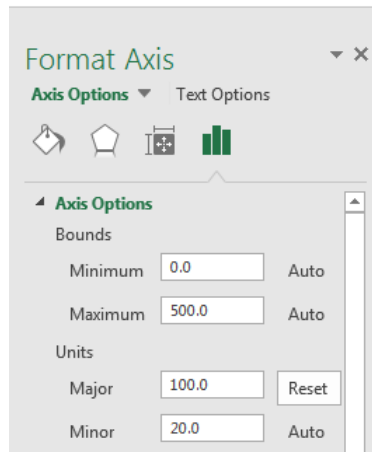 Format Axis
Axis Options Text Options
Axis Options
Bounds
Minimum 0.0 Auto
Maximum 500.0 Auto
Units
Major 100.0 Reset
Minor 20.0 Auto